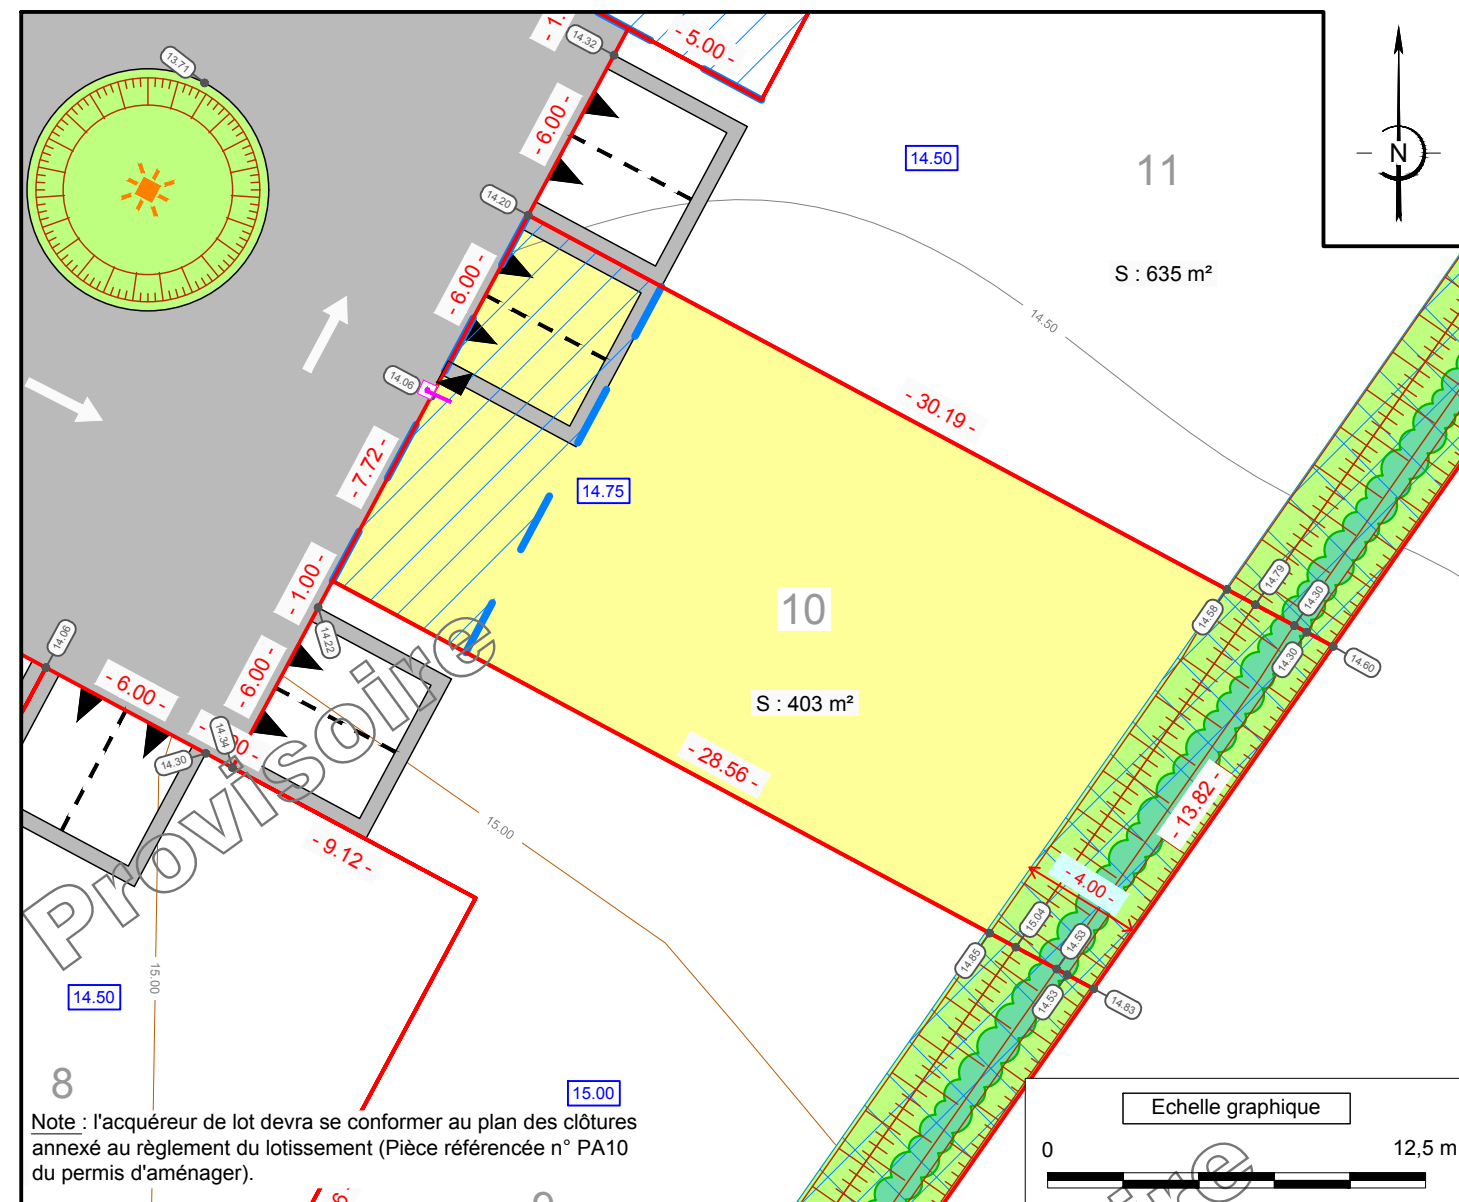 - 1.
14.32
- 5.00 -
13.71
- 6.00 -
14.50
11
N
14.20
S : 635 m²
- 6.00 -
14.50
14.06
- 30.19 -
- 7.72 -
14.75
- 1.00 -
14.79
14.30
14.58
10
14.22
14.06
14.30
14.60
- 6.00 -
- 6.00 -
S : 403 m²
14.34
14.30
- 28.56 -
- 13.82 -
15.00
- 9.12 -
- 4.00 -
Provisoire
15.04
14.53
14.85
15.00
14.50
14.53
14.83
8
15.00
Note : l'acquéreur de lot devra se conformer au plan des clôtures
annexé au règlement du lotissement (Pièce référencée n° PA10
du permis d'aménager).
Echelle graphique
0 12,5 m